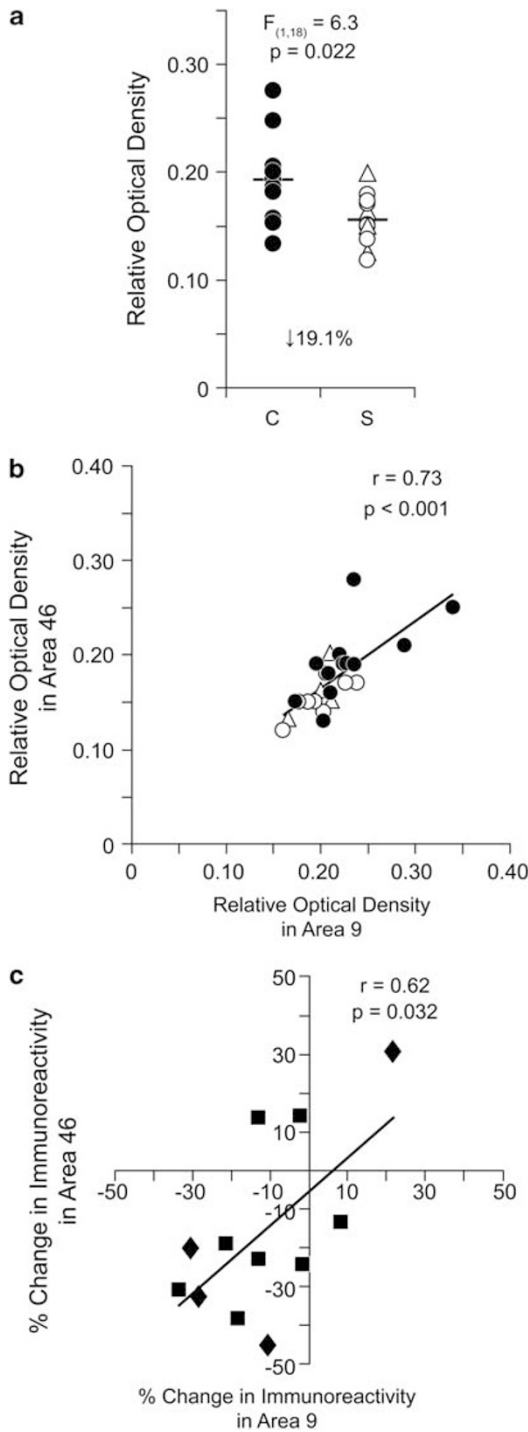 a
F(1,18) = 6.3
p = 0.022
Relative Optical Density
0.30
0.20
0.10
0
↓19.1%
C S
b
r = 0.73
p < 0.001
Relative Optical Density
in Area 46
0.40
0.30
0.20
0.10
0
0 0.10 0.20 0.30 0.40
Relative Optical Density
in Area 9
c
r = 0.62
p = 0.032
% Change in Immunoreactivity
in Area 46
50
30
10
-50 -30 -10 10 30 50
-10
-30
-50
% Change in Immunoreactivity
in Area 9